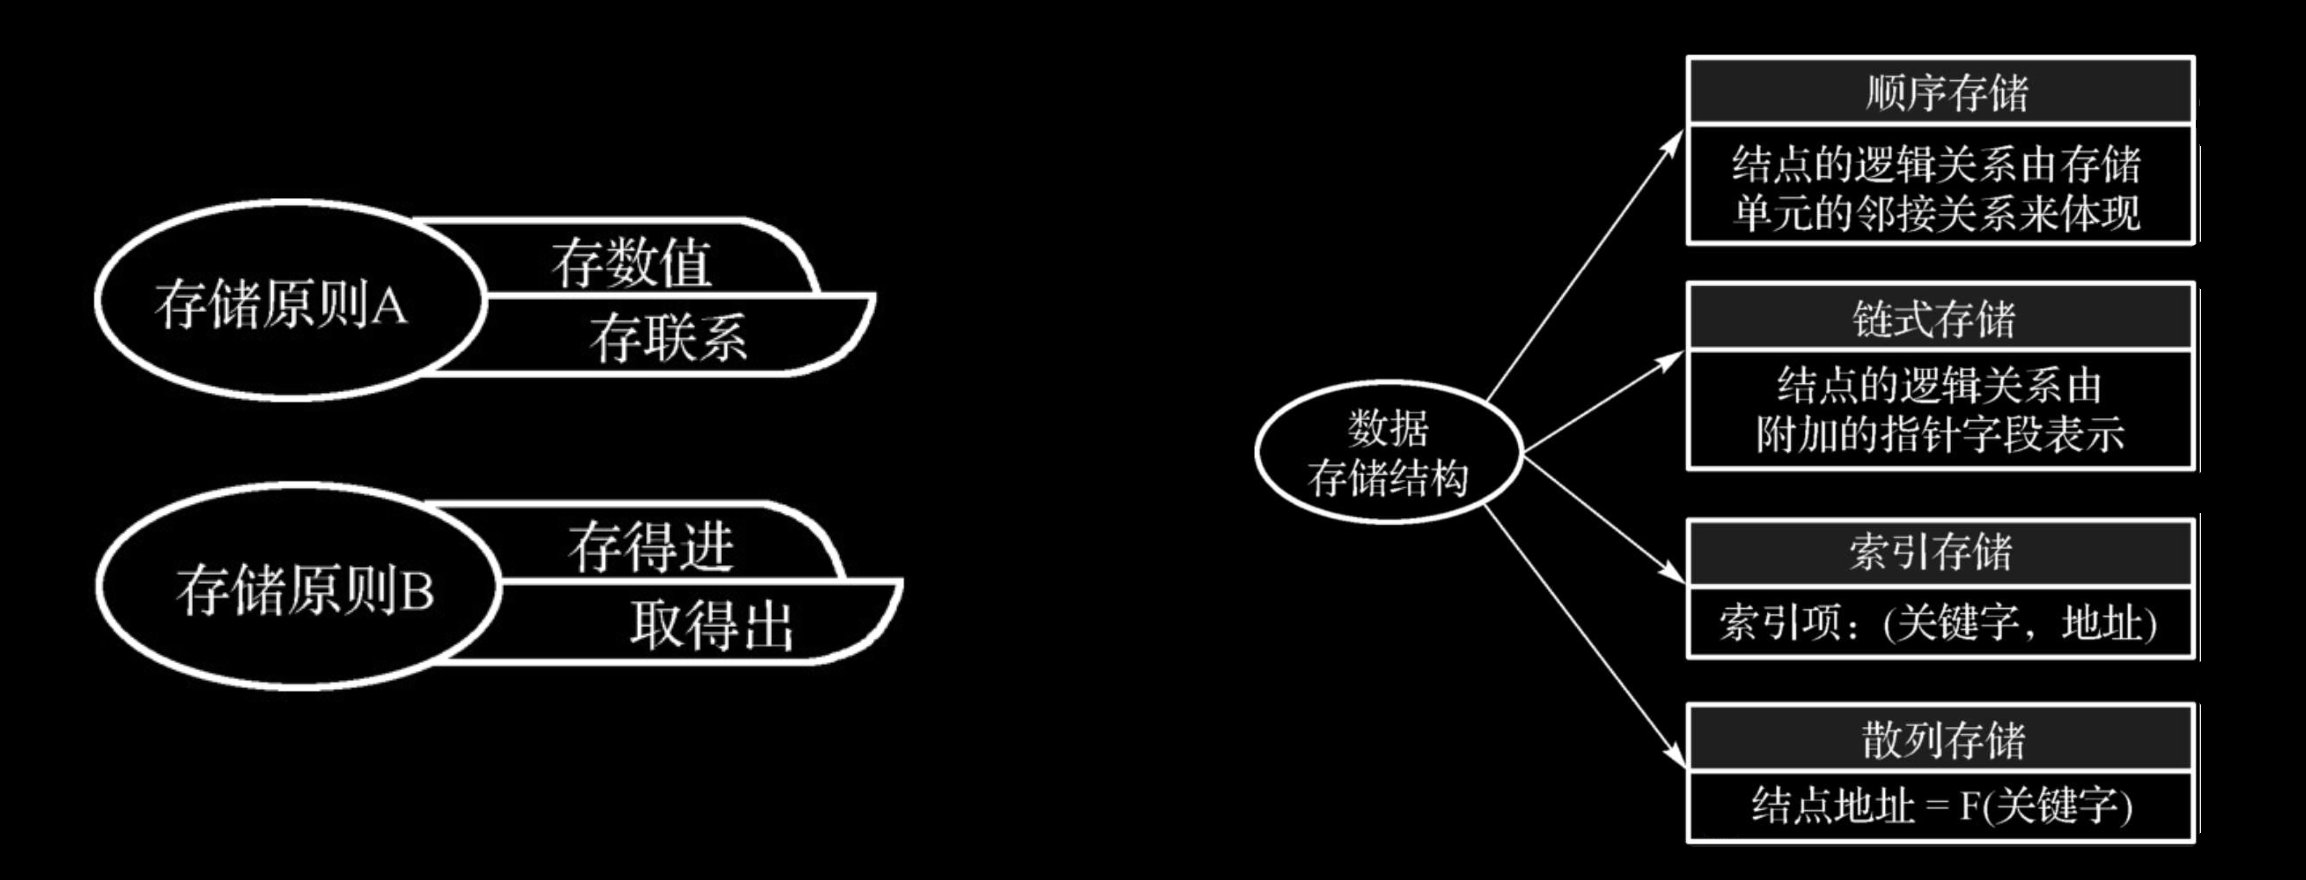 存储原则A
存数值
存联系
存储原则B
存得进
取得出
数据
存储结构
顺序存储
结点的逻辑关系由存储
单元的邻接关系来体现
链式存储
结点的逻辑关系由
附加的指针字段表示
索引存储
索引项：(关键字，地址)
散列存储
结点地址 = F(关键字)